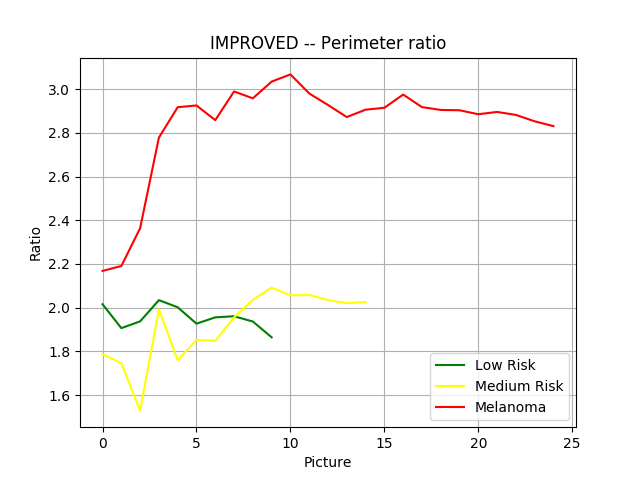 IMPROVED -- Perimeter ratio
Ratio
3.0
2.8
2.6
2.4
2.2
2.0
1.8
1.6
0
5
10
15
20
25
Picture
Low Risk
Medium Risk
Melanoma